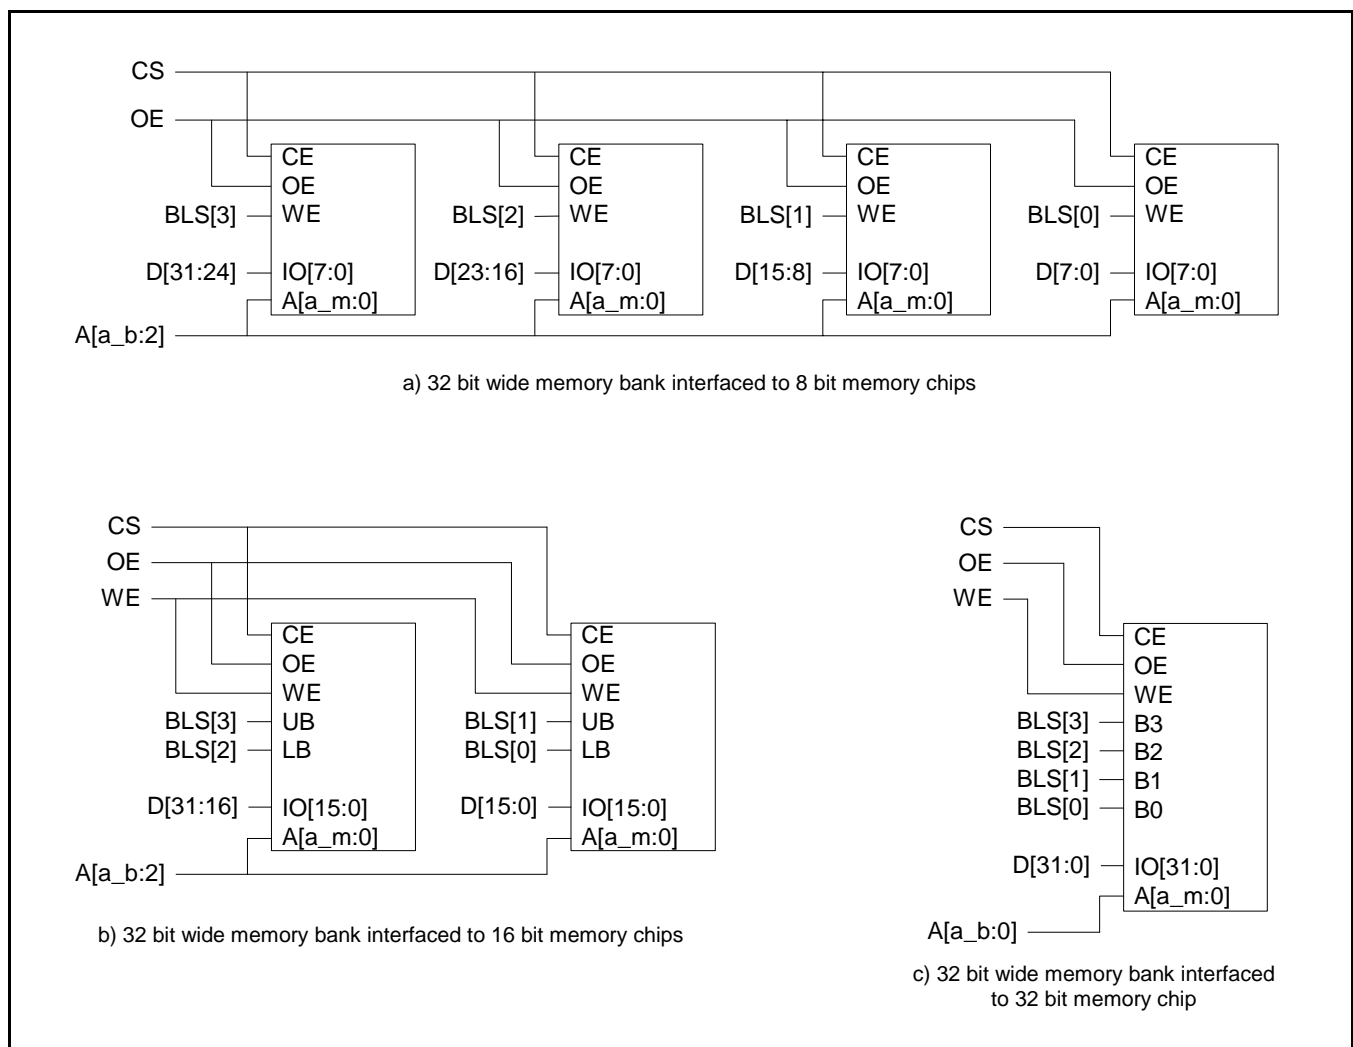 CS
OE
CE CE CE CE
OE OE OE OE
BLS[3] WE BLS[2] WE BLS[1] WE BLS[0] WE
D[31:24] IO[7:0] D[23:16] IO[7:0] D[15:8] IO[7:0] D[7:0] IO[7:0]
A[a_m:0] A[a_m:0] A[a_m:0] A[a_m:0]
A[a_b:2]
a) 32 bit wide memory bank interfaced to 8 bit memory chips
CS
OE
WE
CE CE
OE OE
WE WE
BLS[3] UB BLS[1] UB
BLS[2] LB BLS[0] LB
D[31:16] IO[15:0] D[15:0] IO[15:0]
A[a_m:0] A[a_m:0]
A[a_b:2]
b) 32 bit wide memory bank interfaced to 16 bit memory chips
CS
OE
WE
CE
OE
WE
BLS[3] B3
BLS[2] B2
BLS[1] B1
BLS[0] B0
D[31:0] IO[31:0]
A[a_m:0]
A[a_b:0]
c) 32 bit wide memory bank interfaced
to 32 bit memory chip